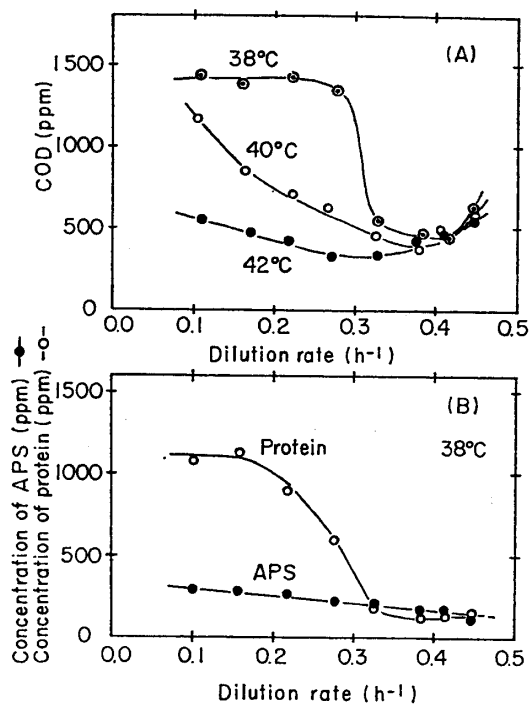 (A)
38°C
40°C
42°C
COD (ppm)
1500
1000
500
0
0.0 0.1 0.2 0.3 0.4 0.5
Dilution rate (h⁻¹)
(B)
38°C
Protein
APS
Concentration of APS (ppm)
Concentration of protein (ppm)
1500
1000
500
0
0.0 0.1 0.2 0.3 0.4 0.5
Dilution rate (h⁻¹)